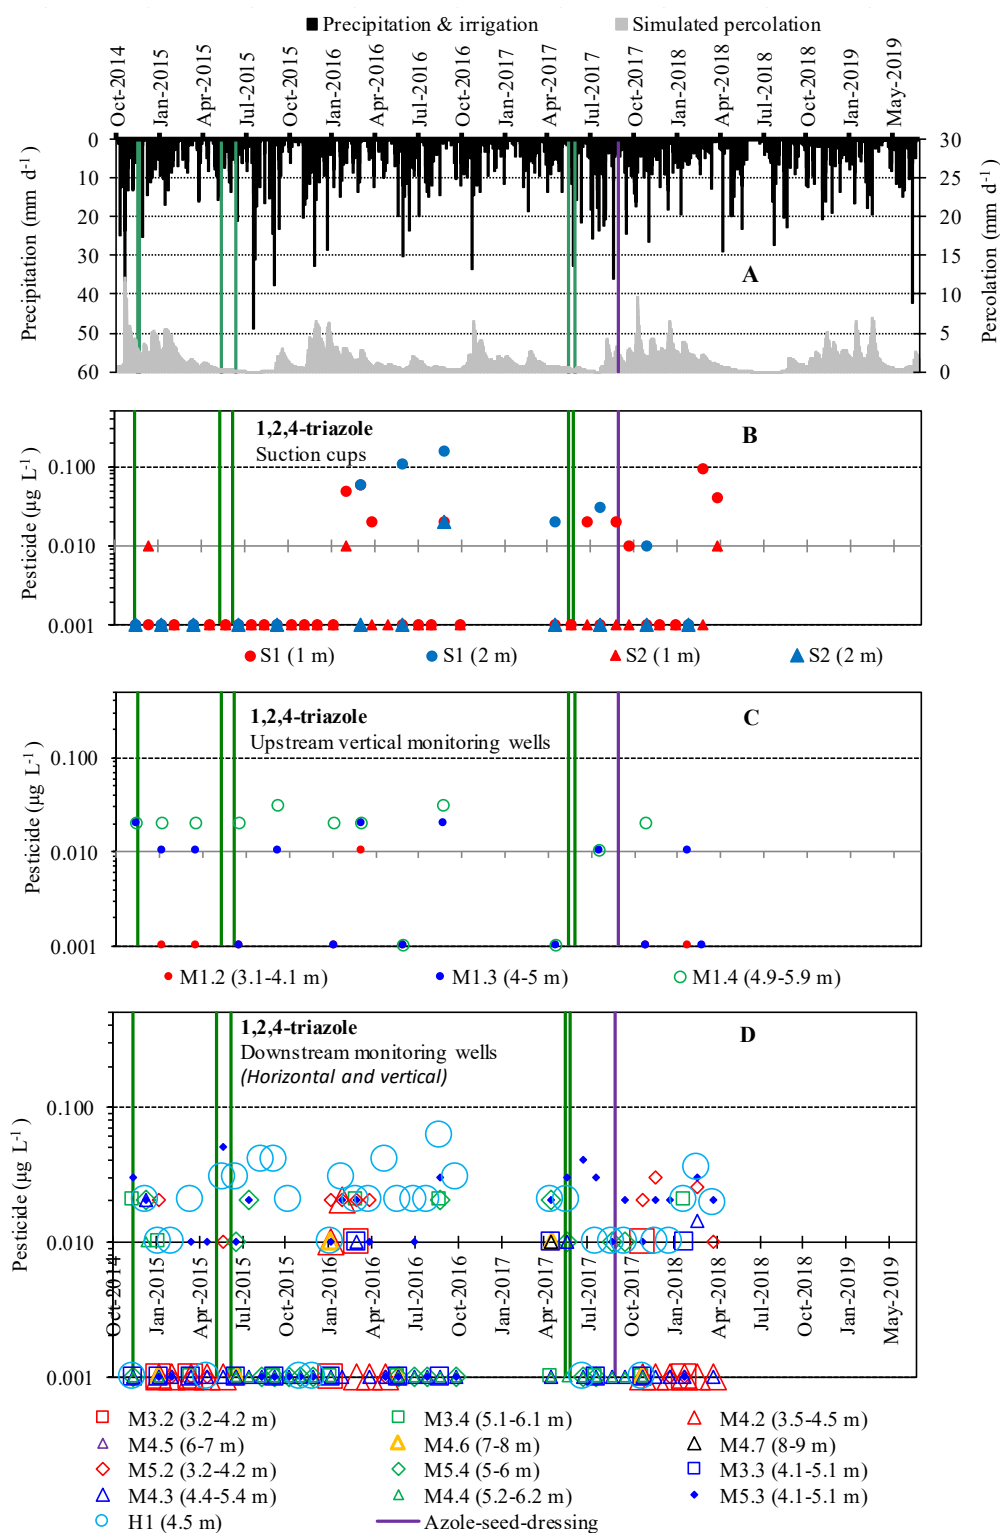 Precipitation & irrigation Simulated percolation
Oct-2014 Jan-2015 Apr-2015 Jul-2015 Oct-2015 Jan-2016 Apr-2016 Jul-2016 Oct-2016 Jan-2017 Apr-2017 Jul-2017 Oct-2017 Jan-2018 Apr-2018 Jul-2018 Oct-2018 Jan-2019 May-2019
Precipitation (mm d-1)
0
10
20
30
40
50
60
A
30
25
20
15
10
5
0
Percolation (mm d-1)
1,2,4-triazole
Suction cups
B
Pesticide (µg L-1)
0.100
0.010
0.001
S1 (1 m) S1 (2 m) S2 (1 m) S2 (2 m)
1,2,4-triazole
Upstream vertical monitoring wells
C
Pesticide (µg L-1)
0.100
0.010
0.001
M1.2 (3.1-4.1 m) M1.3 (4-5 m) M1.4 (4.9-5.9 m)
1,2,4-triazole
Downstream monitoring wells
(Horizontal and vertical)
D
Pesticide (µg L-1)
0.100
0.010
0.001
Oct-2014 Jan-2015 Apr-2015 Jul-2015 Oct-2015 Jan-2016 Apr-2016 Jul-2016 Oct-2016 Jan-2017 Apr-2017 Jul-2017 Oct-2017 Jan-2018 Apr-2018 Jul-2018 Oct-2018 Jan-2019 May-2019
M3.2 (3.2-4.2 m) M3.4 (5.1-6.1 m) M4.2 (3.5-4.5 m)
M4.5 (6-7 m) M4.6 (7-8 m) M4.7 (8-9 m)
M5.2 (3.2-4.2 m) M5.4 (5-6 m) M3.3 (4.1-5.1 m)
M4.3 (4.4-5.4 m) M4.4 (5.2-6.2 m) M5.3 (4.1-5.1 m)
H1 (4.5 m) Azole-seed-dressing